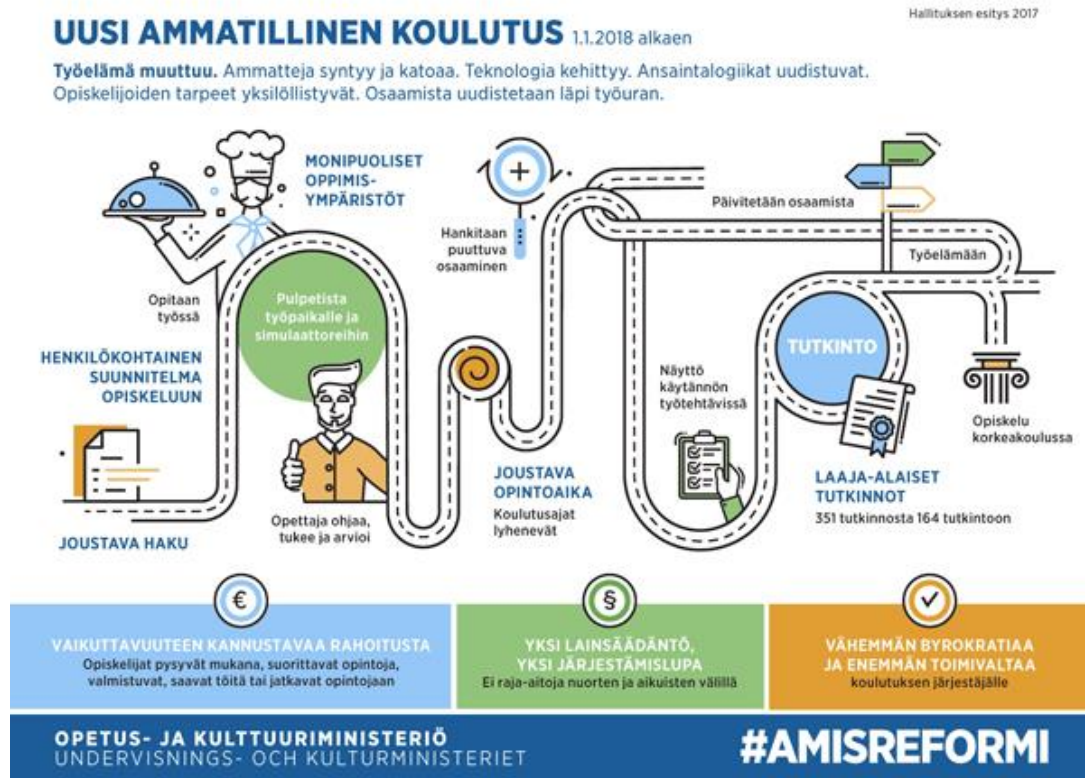 Hallituksen esitys 2017
UUSI AMMATILLINEN KOULUTUS 1.1.2018 alkaen
Työelämä muuttuu. Ammatteja syntyy ja katoaa. Teknologia kehittyy. Ansaintalogiikat uudistuvat.
Opiskelijoiden tarpeet yksilöllistyvät. Osaamista uudistetaan läpi työuran.
MONIPUOLISET
OPPIMIS-
YMPÄRISTÖT
Opitaan
työssä
Pulpetista
työpaikalle ja
simulaattoreihin
HENKILÖKOHTAINEN
SUUNNITELMA
OPISKELUUN
JOUSTAVA HAKU
Opettaja ohjaa,
tukee ja arvioi
Hankitaan
puuttuva
osaaminen
JOUSTAVA
OPINTOAIKA
Koulutusajat
lyhenevät
Päivitetään osaamista
Työelämään
Näyttö
käytännön
työtehtävissä
TUTKINTO
LAAJA-ALAISET
TUTKINNOT
351 tutkinnosta 164 tutkintoon
Opiskelu
korkeakoulussa
€
VAIKUTTAVUUTEEN KANNUSTAVAA RAHOITUSTA
Opiskelijat pysyvät mukana, suorittavat opintoja,
valmistuvat, saavat töitä tai jatkavat opintojaan
§
YKSI LAINSÄÄDÄNTÖ,
YKSI JÄRJESTÄMISLUPA
Ei raja-aitoja nuorten ja aikuisten välillä
VÄHEMMÄN BYROKRATIAA
JA ENEMMÄN TOIMIVALTAA
koulutuksen järjestäjälle
OPETUS- JA KULTTUURIMINISTERIÖ
UNDERVISNINGS- OCH KULTURMINISTERIET
#AMISREFORMI